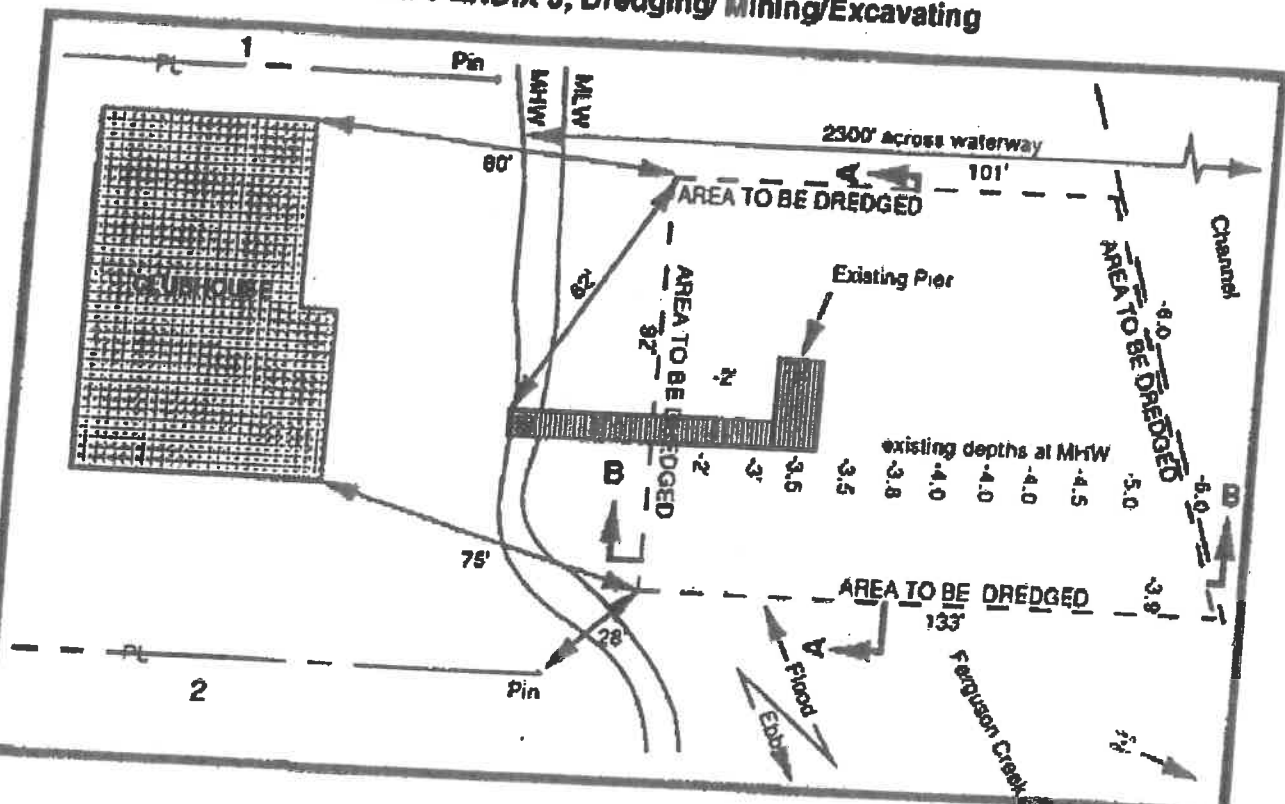 DIX 3, Dredging/ Mining/Excavating
PL 1
Pin
MHW
MLW
2300' across waterway
80'
A
101'
AREA TO BE DREDGED
Channel
CLUBHOUSE
62'
AREA TO BE DREDGED
92'
Existing Pier
AREA TO BE DREDGED
-6.0
-2'
existing depths at MHW
-2'
-3'
-3.5
-3.5
-3.8
-4.0
-4.0
-4.0
-4.5
-5.0
-6.0
B
B
75'
AREA TO BE DREDGED
133'
-3.9
28'
A
PL
2
Pin
Flood
Ebb
Ferguson Creek